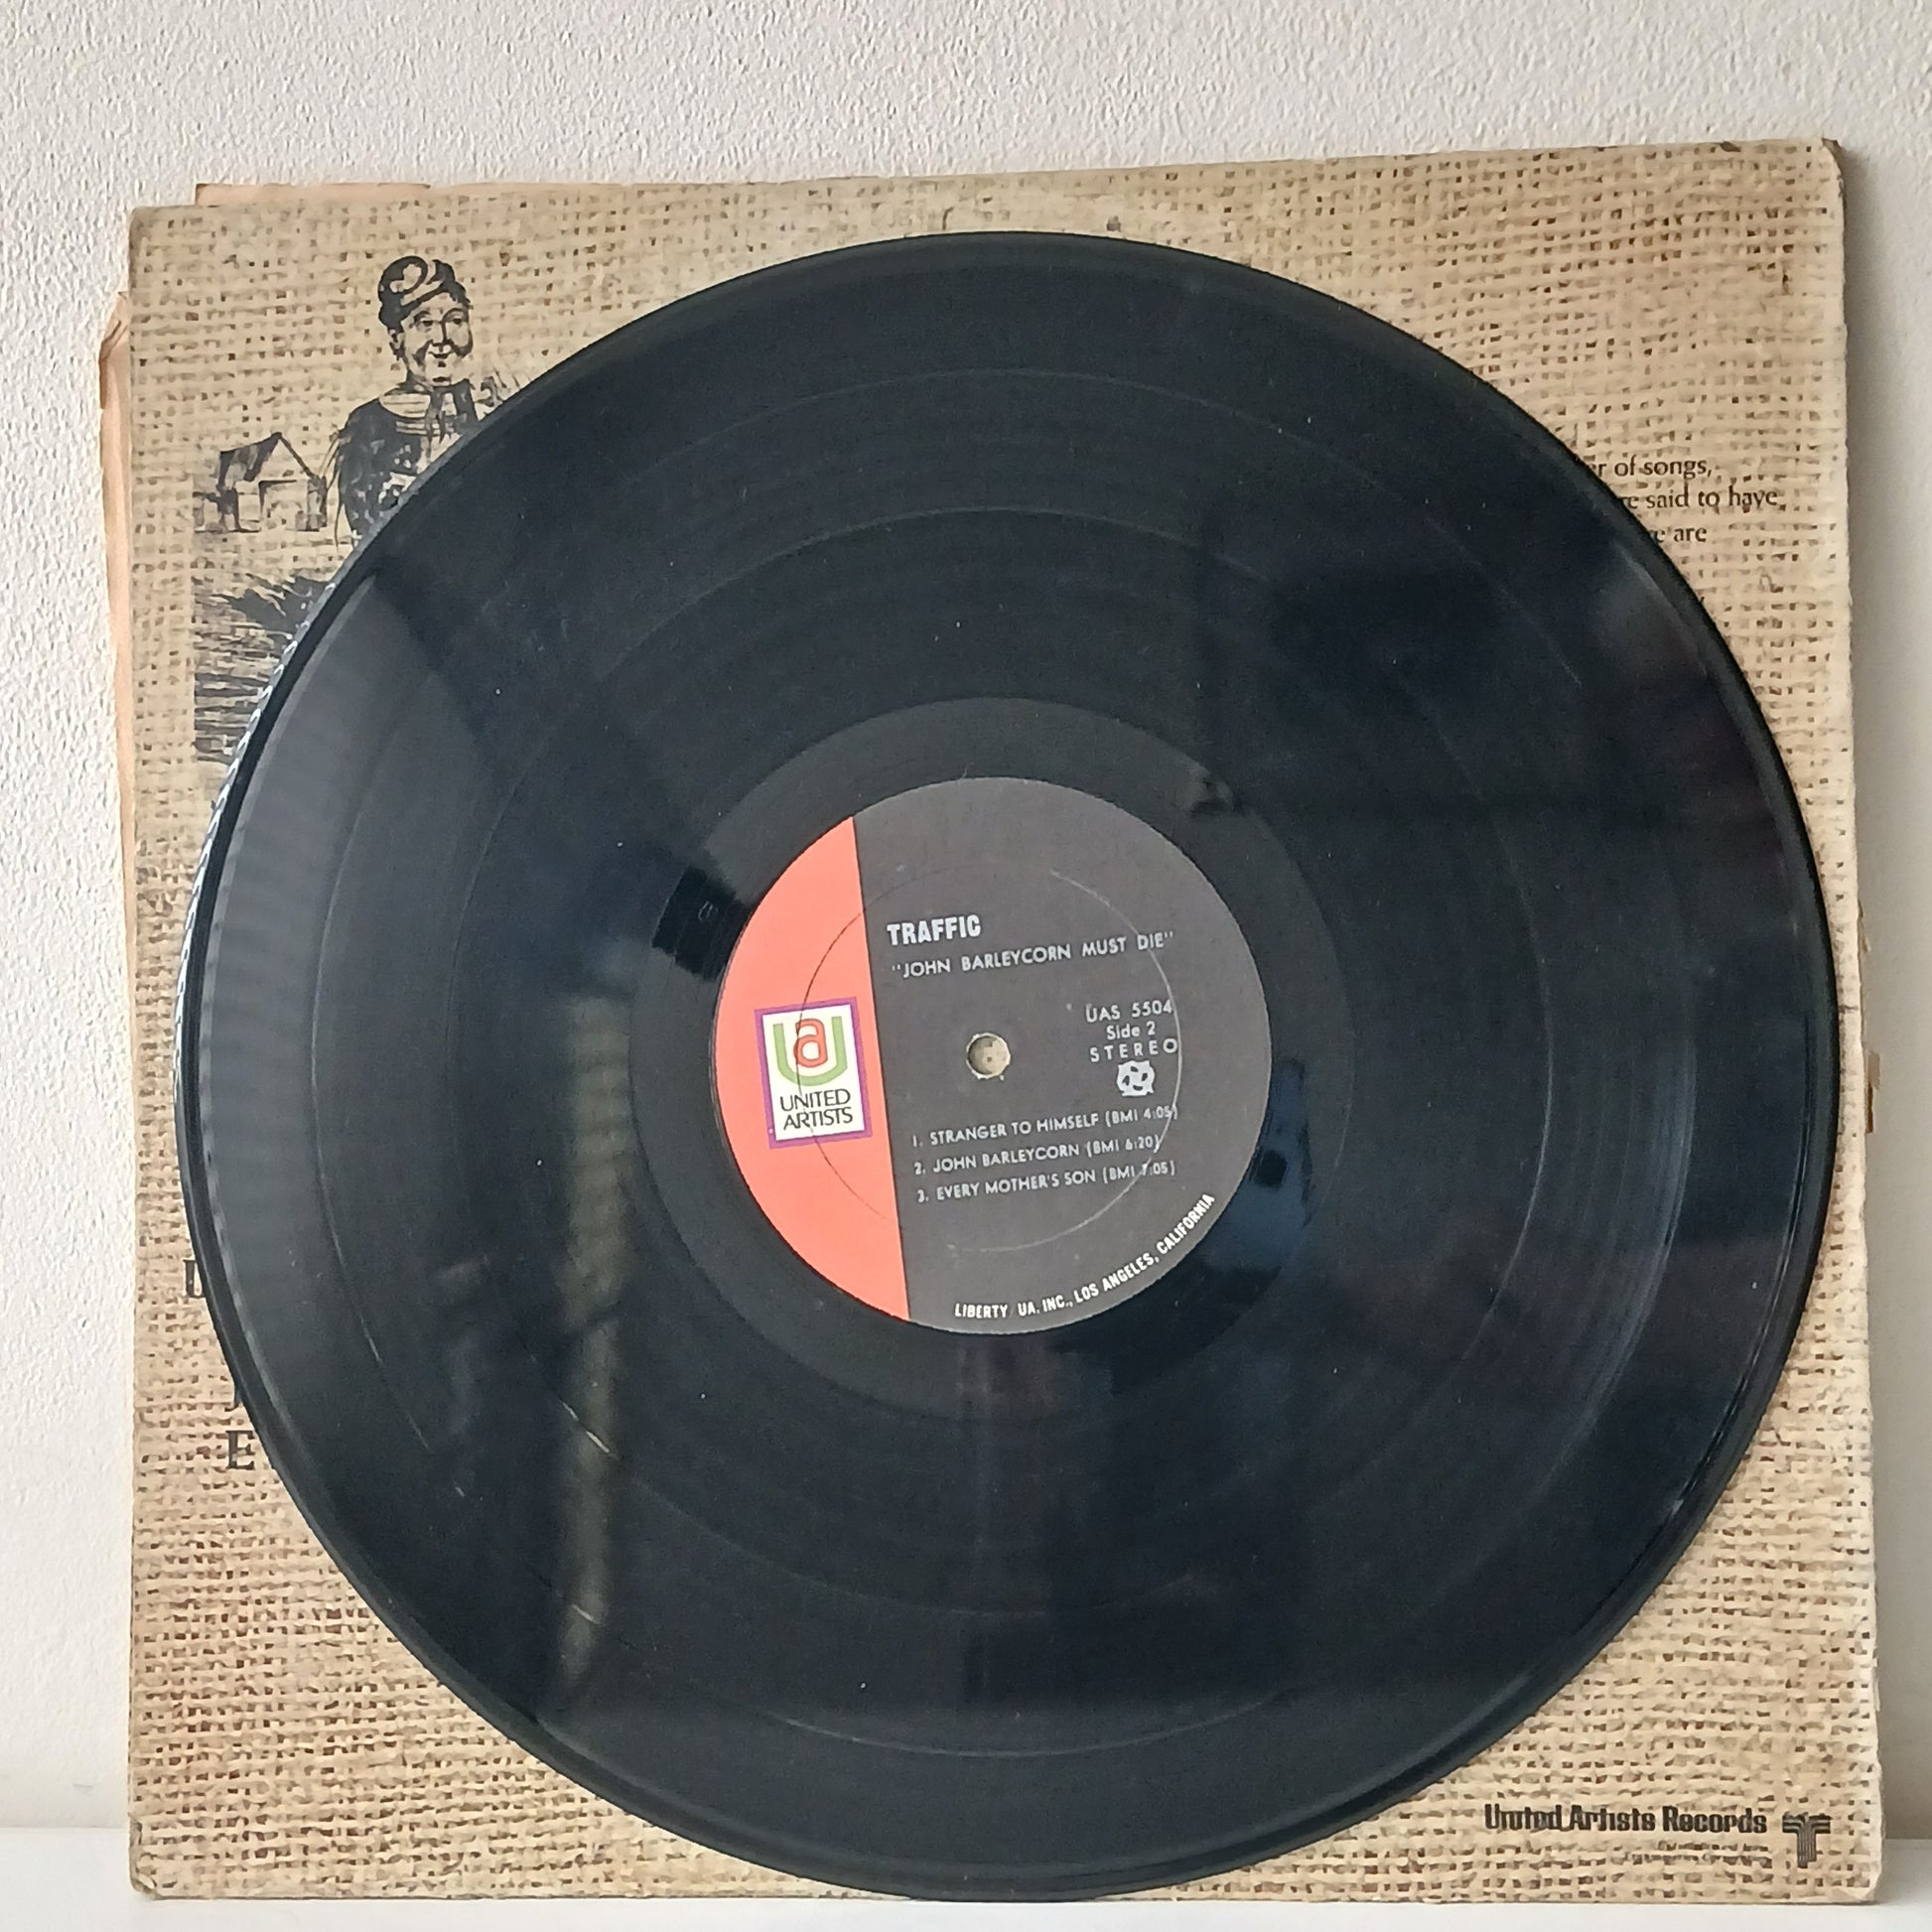 of songs,
said to have
are
TRAFFIC
"JOHN BARLEYCORN MUST DIE"
UAS 5504
Side 2
STEREO
ua
UNITED
ARTISTS
1. STRANGER TO HIMSELF (BMI 4:05)
2. JOHN BARLEYCORN (BMI 6:20)
3. EVERY MOTHER'S SON (BMI 7:05)
LIBERTY UA, INC., LOS ANGELES, CALIFORNIA
E
United Artists Records